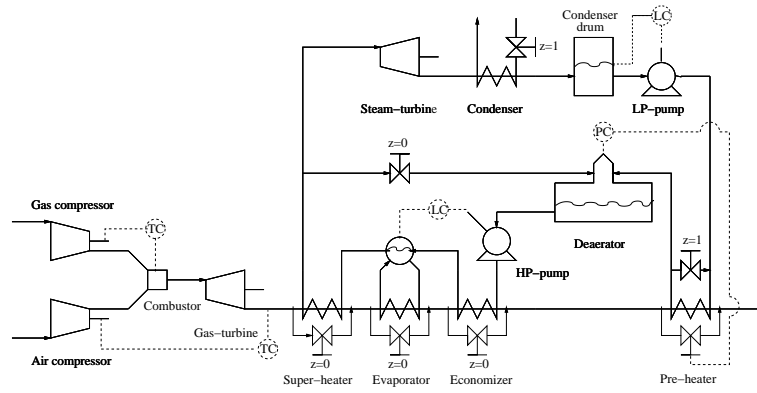 Condenser
drum
LC
z=1
Steam−turbine
Condenser
LP−pump
PC
z=0
Gas compressor
TC
LC
Deaerator
z=1
HP−pump
Combustor
Gas−turbine
Air compressor
TC
z=0
z=0
z=0
Super−heater
Evaporator
Economizer
Pre−heater